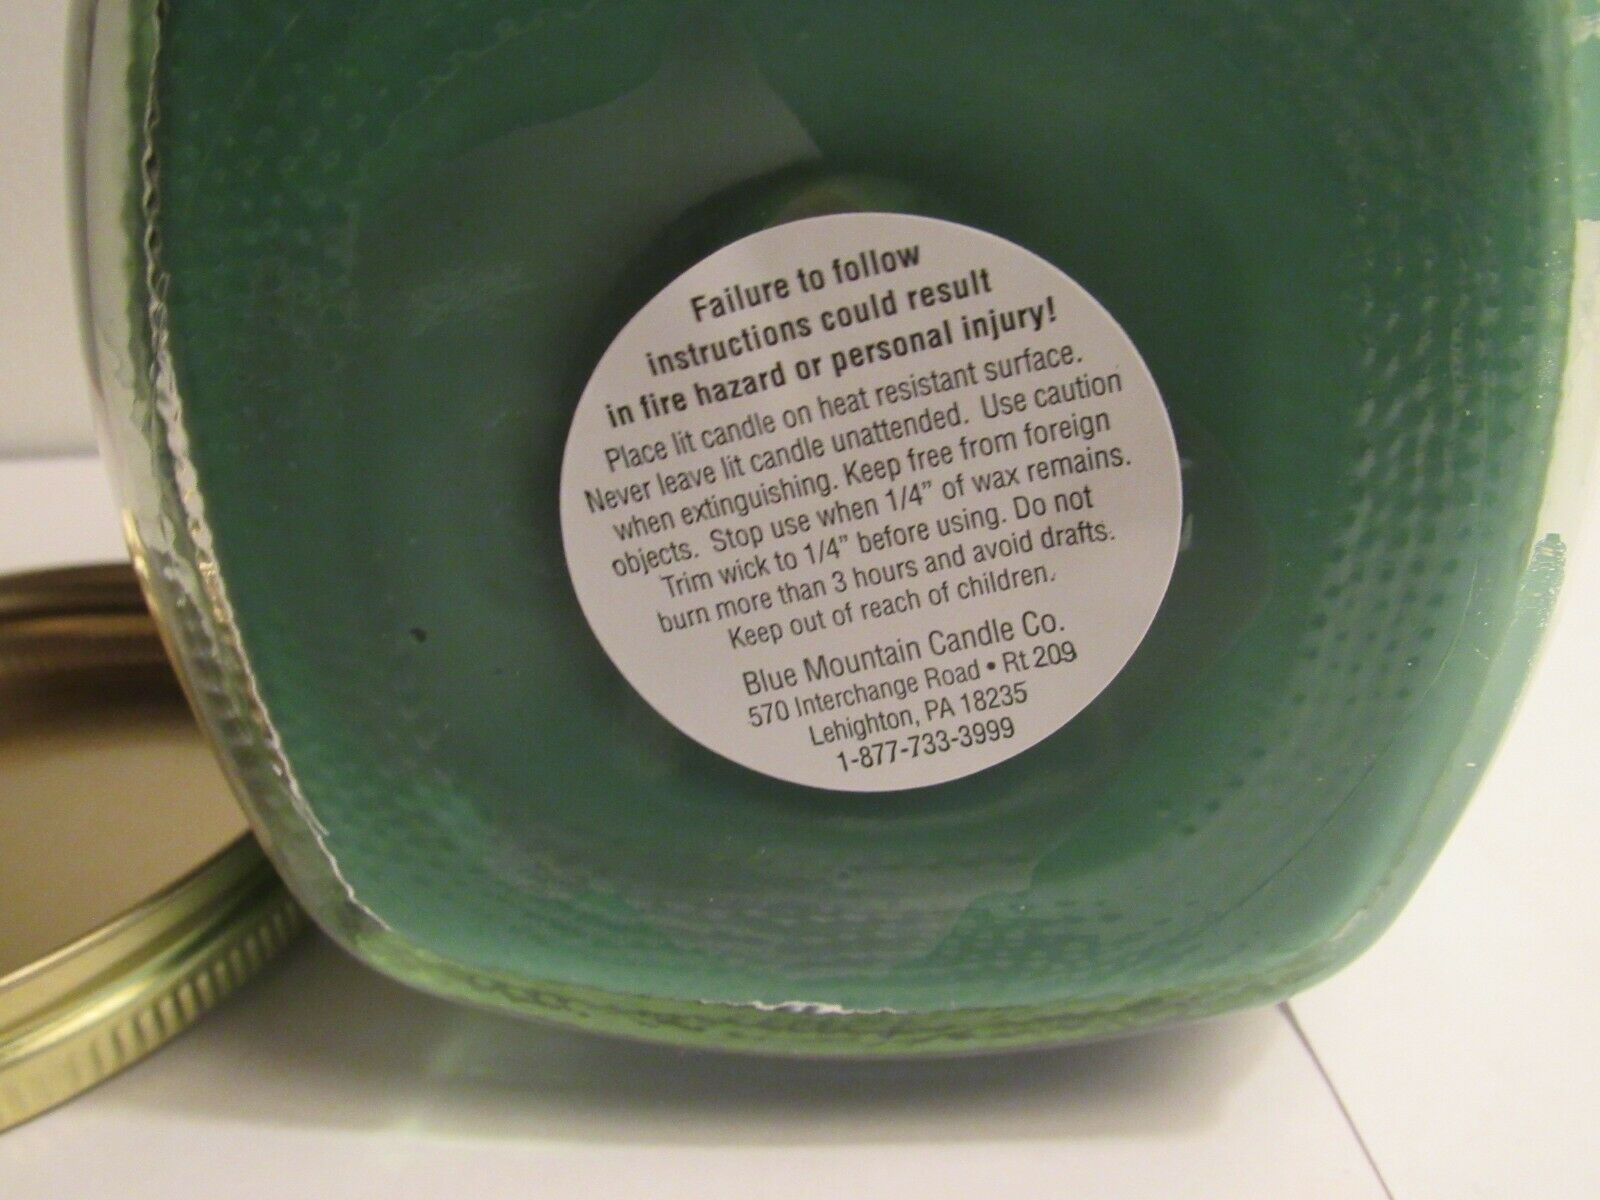 Failure to follow
instructions could result
in fire hazard or personal injury!
Place lit candle on heat resistant surface.
Never leave lit candle unattended. Use caution
when extinguishing. Keep free from foreign
objects. Stop use when 1/4” of wax remains.
Trim wick to 1/4” before using. Do not
burn more than 3 hours and avoid drafts.
Keep out of reach of children.
Blue Mountain Candle Co.
570 Interchange Road • Rt 209
Lehighton, PA 18235
1-877-733-3999